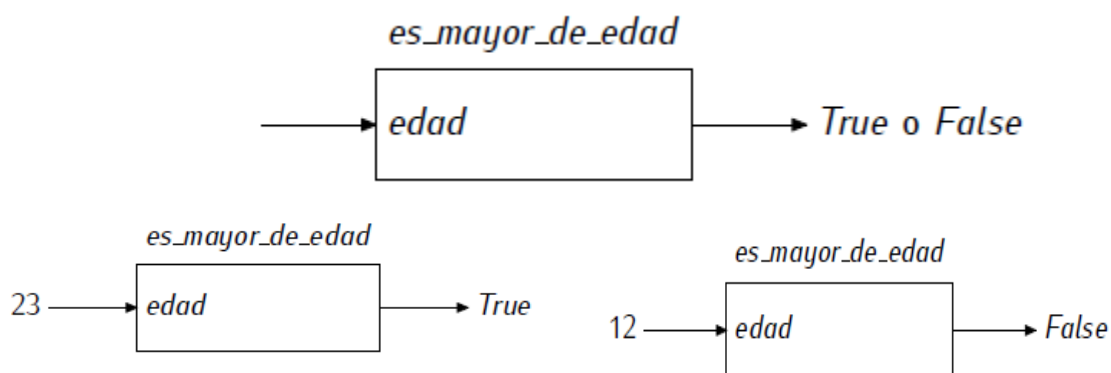 es_mayor_de_edad
edad
True o False
es_mayor_de_edad
23
edad
True
es_mayor_de_edad
12
edad
False